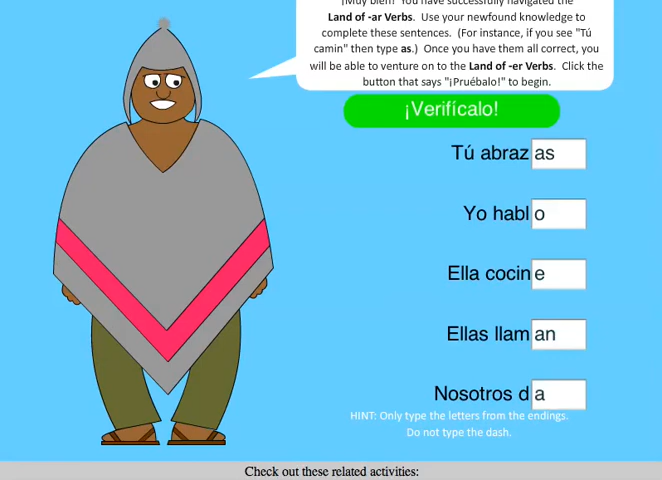 ¡Muy bien! You have successfully navigated the
Land of -ar Verbs. Use your newfound knowledge to
complete these sentences. (For instance, if you see "Tú
camin" then type as.) Once you have them all correct, you
will be able to venture on to the Land of -er Verbs. Click the
button that says "¡Pruébalo!" to begin.
¡Verifícalo!
Tú abraz as
Yo habl o
Ella cocin e
Ellas llam an
Nosotros d a
HINT: Only type the letters from the endings.
Do not type the dash.
Check out these related activities: